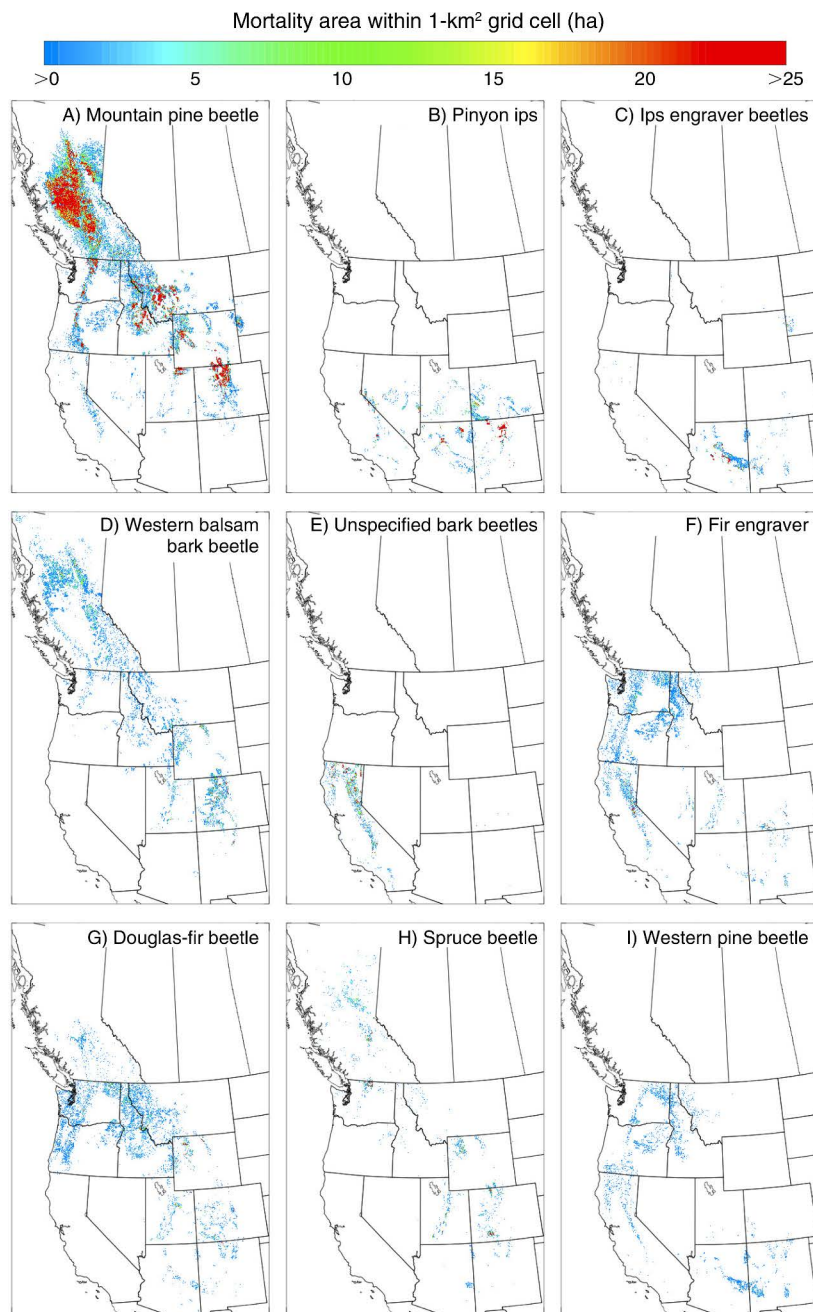 Mortality area within 1-km² grid cell (ha)
>0 5 10 15 20 >25
A) Mountain pine beetle
B) Pinyon ips
C) Ips engraver beetles
D) Western balsam
bark beetle
E) Unspecified bark beetles
F) Fir engraver
G) Douglas-fir beetle
H) Spruce beetle
I) Western pine beetle